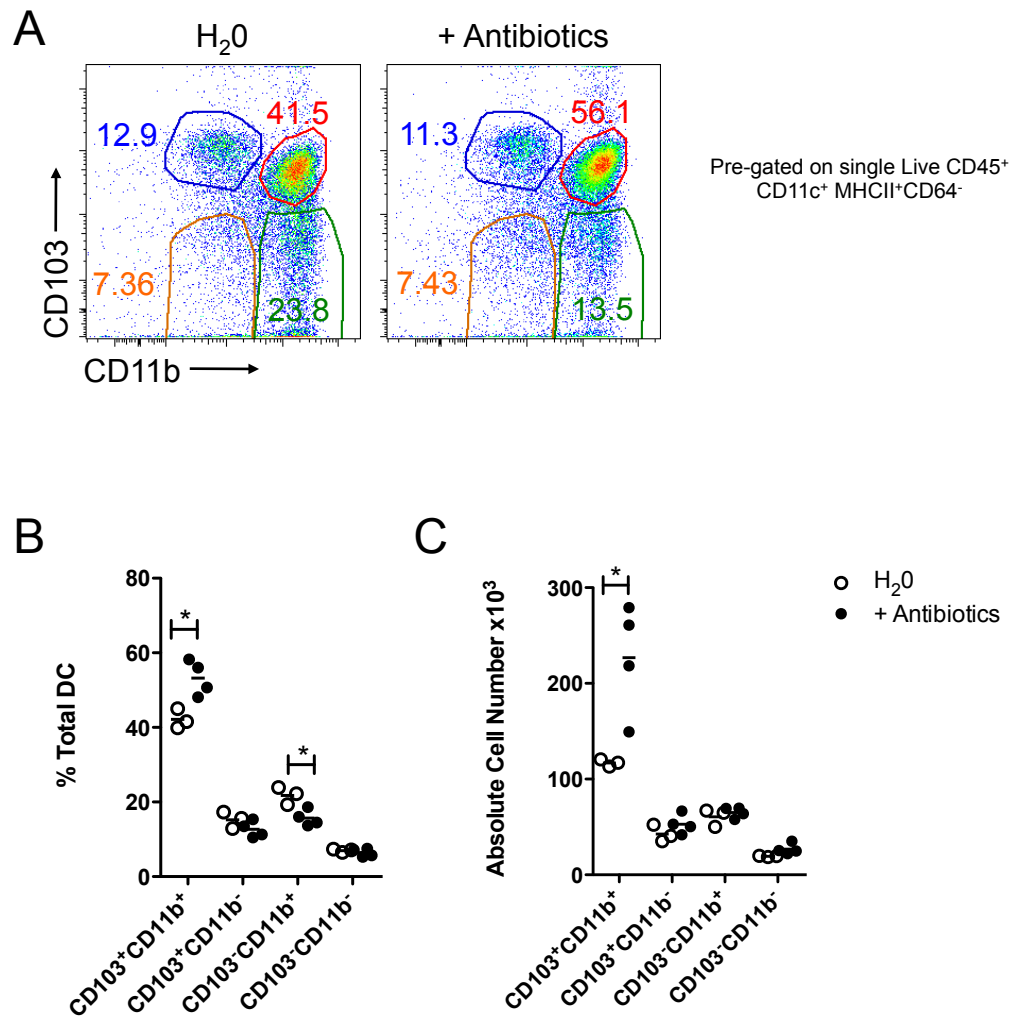 A
H₂0
+ Antibiotics
12.9
41.5
7.36
23.8
11.3
56.1
7.43
13.5
CD103
CD11b
Pre-gated on single Live CD45⁺
CD11c⁺ MHCII⁺CD64⁻
B
% Total DC
80
60
40
20
0
*
*
CD103⁺CD11b⁺
CD103⁺CD11b⁻
CD103⁻CD11b⁺
CD103⁻CD11b⁻
C
Absolute Cell Number x10³
300
200
100
0
*
CD103⁺CD11b⁺
CD103⁺CD11b⁻
CD103⁻CD11b⁺
CD103⁻CD11b⁻
H₂0
+ Antibiotics